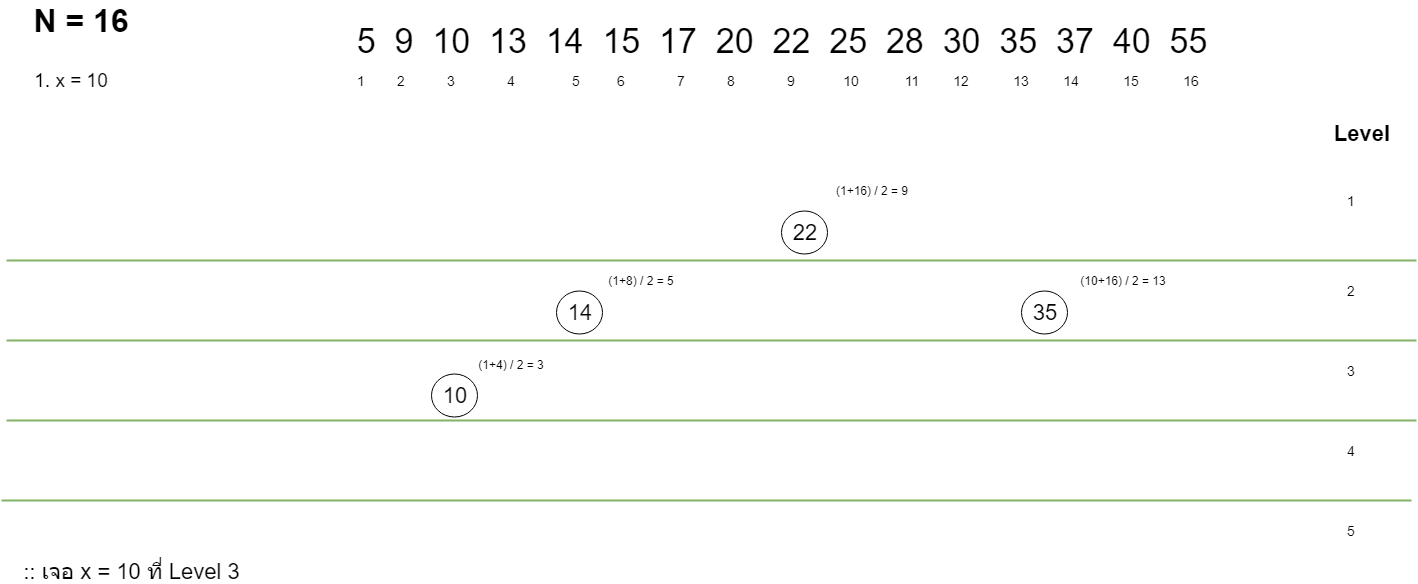 N = 16
5 9 10 13 14 15 17 20 22 25 28 30 35 37 40 55
1. x = 10
1 2 3 4 5 6 7 8 9 10 11 12 13 14 15 16
Level
(1+16) / 2 = 9
1
22
(1+8) / 2 = 5
(10+16) / 2 = 13
2
14
35
(1+4) / 2 = 3
3
10
4
5
:: เจอ x = 10 ที่ Level 3